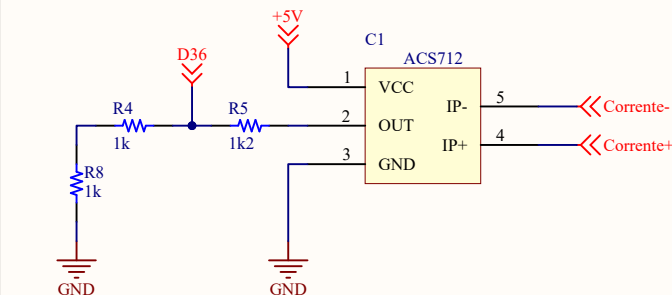 +5V
C1
D36
ACS712
1
VCC
R4
R5
IP-
5
Corrente-
2
OUT
1k
1k2
IP+
4
Corrente+
3
GND
R8
1k
GND
GND